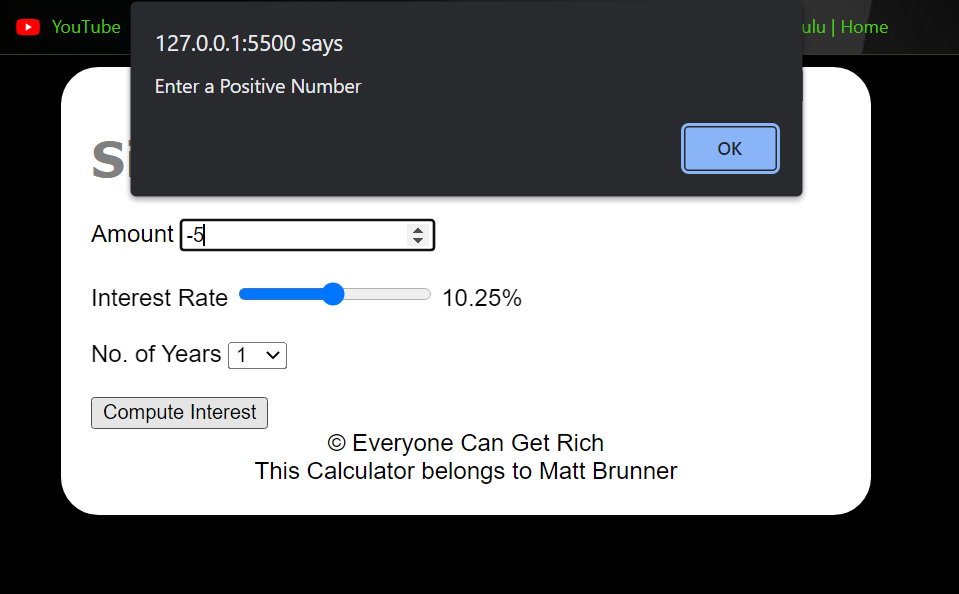 YouTube
ulu | Home
127.0.0.1:5500 says
Enter a Positive Number
OK
Amount -5
Interest Rate 10.25%
No. of Years 1
Compute Interest
© Everyone Can Get Rich
This Calculator belongs to Matt Brunner